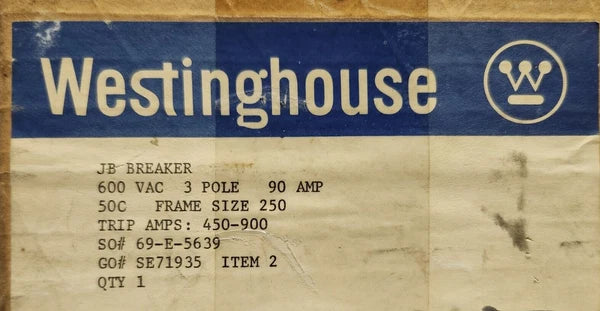 Westinghouse
JB BREAKER
600 VAC 3 POLE 90 AMP
50C FRAME SIZE 250
TRIP AMPS: 450-900
SO# 69-E-5639
GO# SE71935 ITEM 2
QTY 1